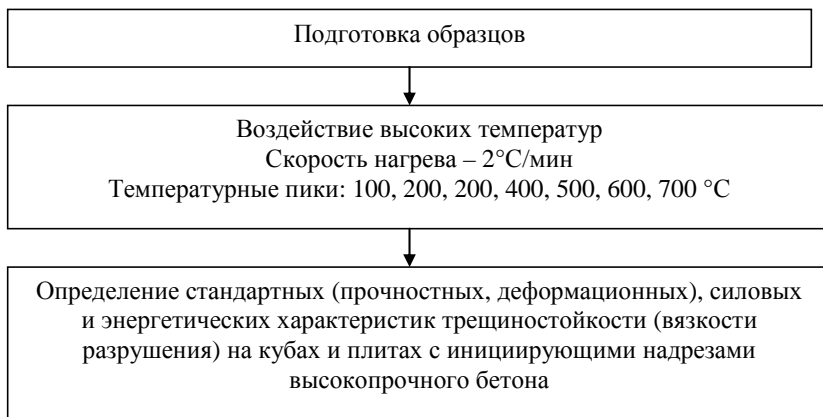 Подготовка образцов
Воздействие высоких температур
Скорость нагрева – 2°С/мин
Температурные пики: 100, 200, 200, 400, 500, 600, 700 °С
Определение стандартных (прочностных, деформационных), силовых
и энергетических характеристик трещиностойкости (вязкости
разрушения) на кубах и плитах с инициирующими надрезами
высокопрочного бетона